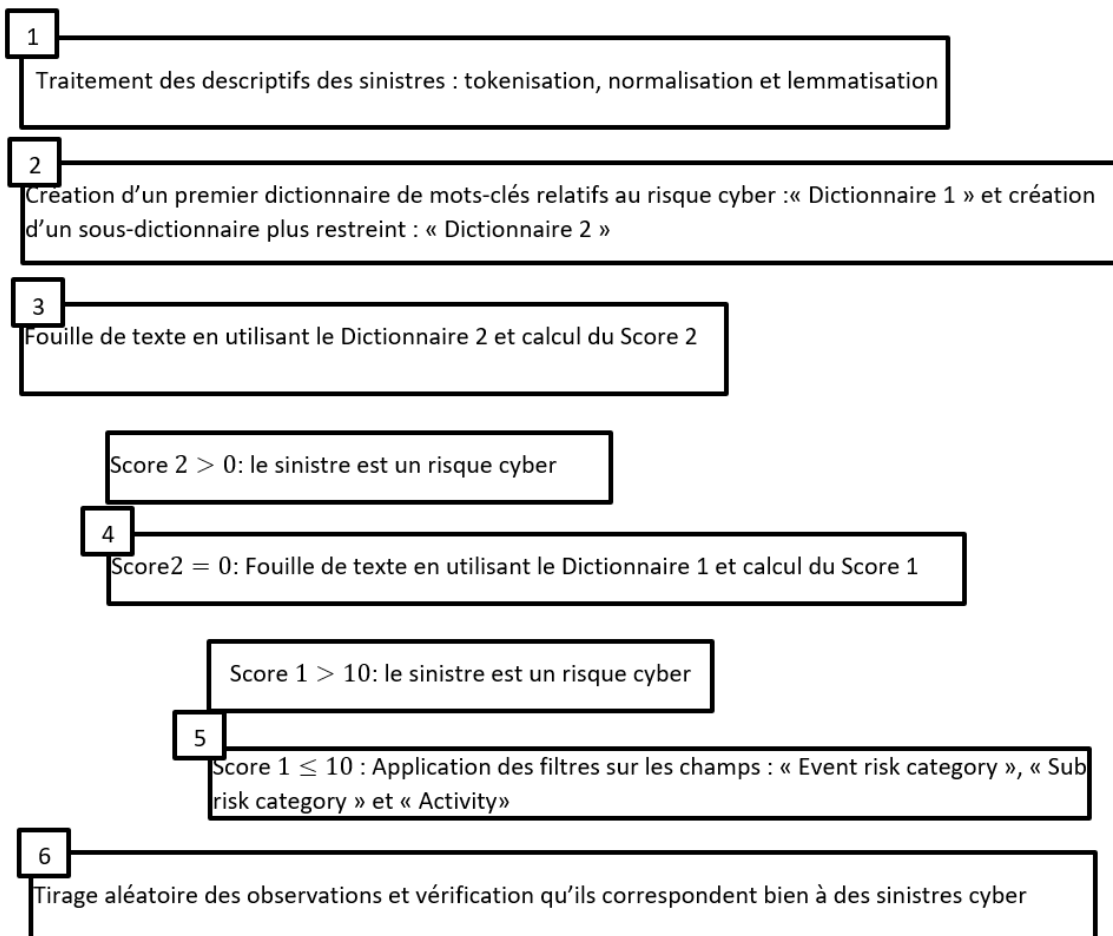 1
Traitement des descriptifs des sinistres : tokenisation, normalisation et lemmatisation
2
Création d’un premier dictionnaire de mots-clés relatifs au risque cyber :« Dictionnaire 1 » et création
d’un sous-dictionnaire plus restreint : « Dictionnaire 2 »
3
Fouille de texte en utilisant le Dictionnaire 2 et calcul du Score 2
Score 2 > 0: le sinistre est un risque cyber
4
Score2 = 0: Fouille de texte en utilisant le Dictionnaire 1 et calcul du Score 1
Score 1 > 10: le sinistre est un risque cyber
5
Score 1 ≤ 10 : Application des filtres sur les champs : « Event risk category », « Sub
risk category » et « Activity»
6
Tirage aléatoire des observations et vérification qu’ils correspondent bien à des sinistres cyber